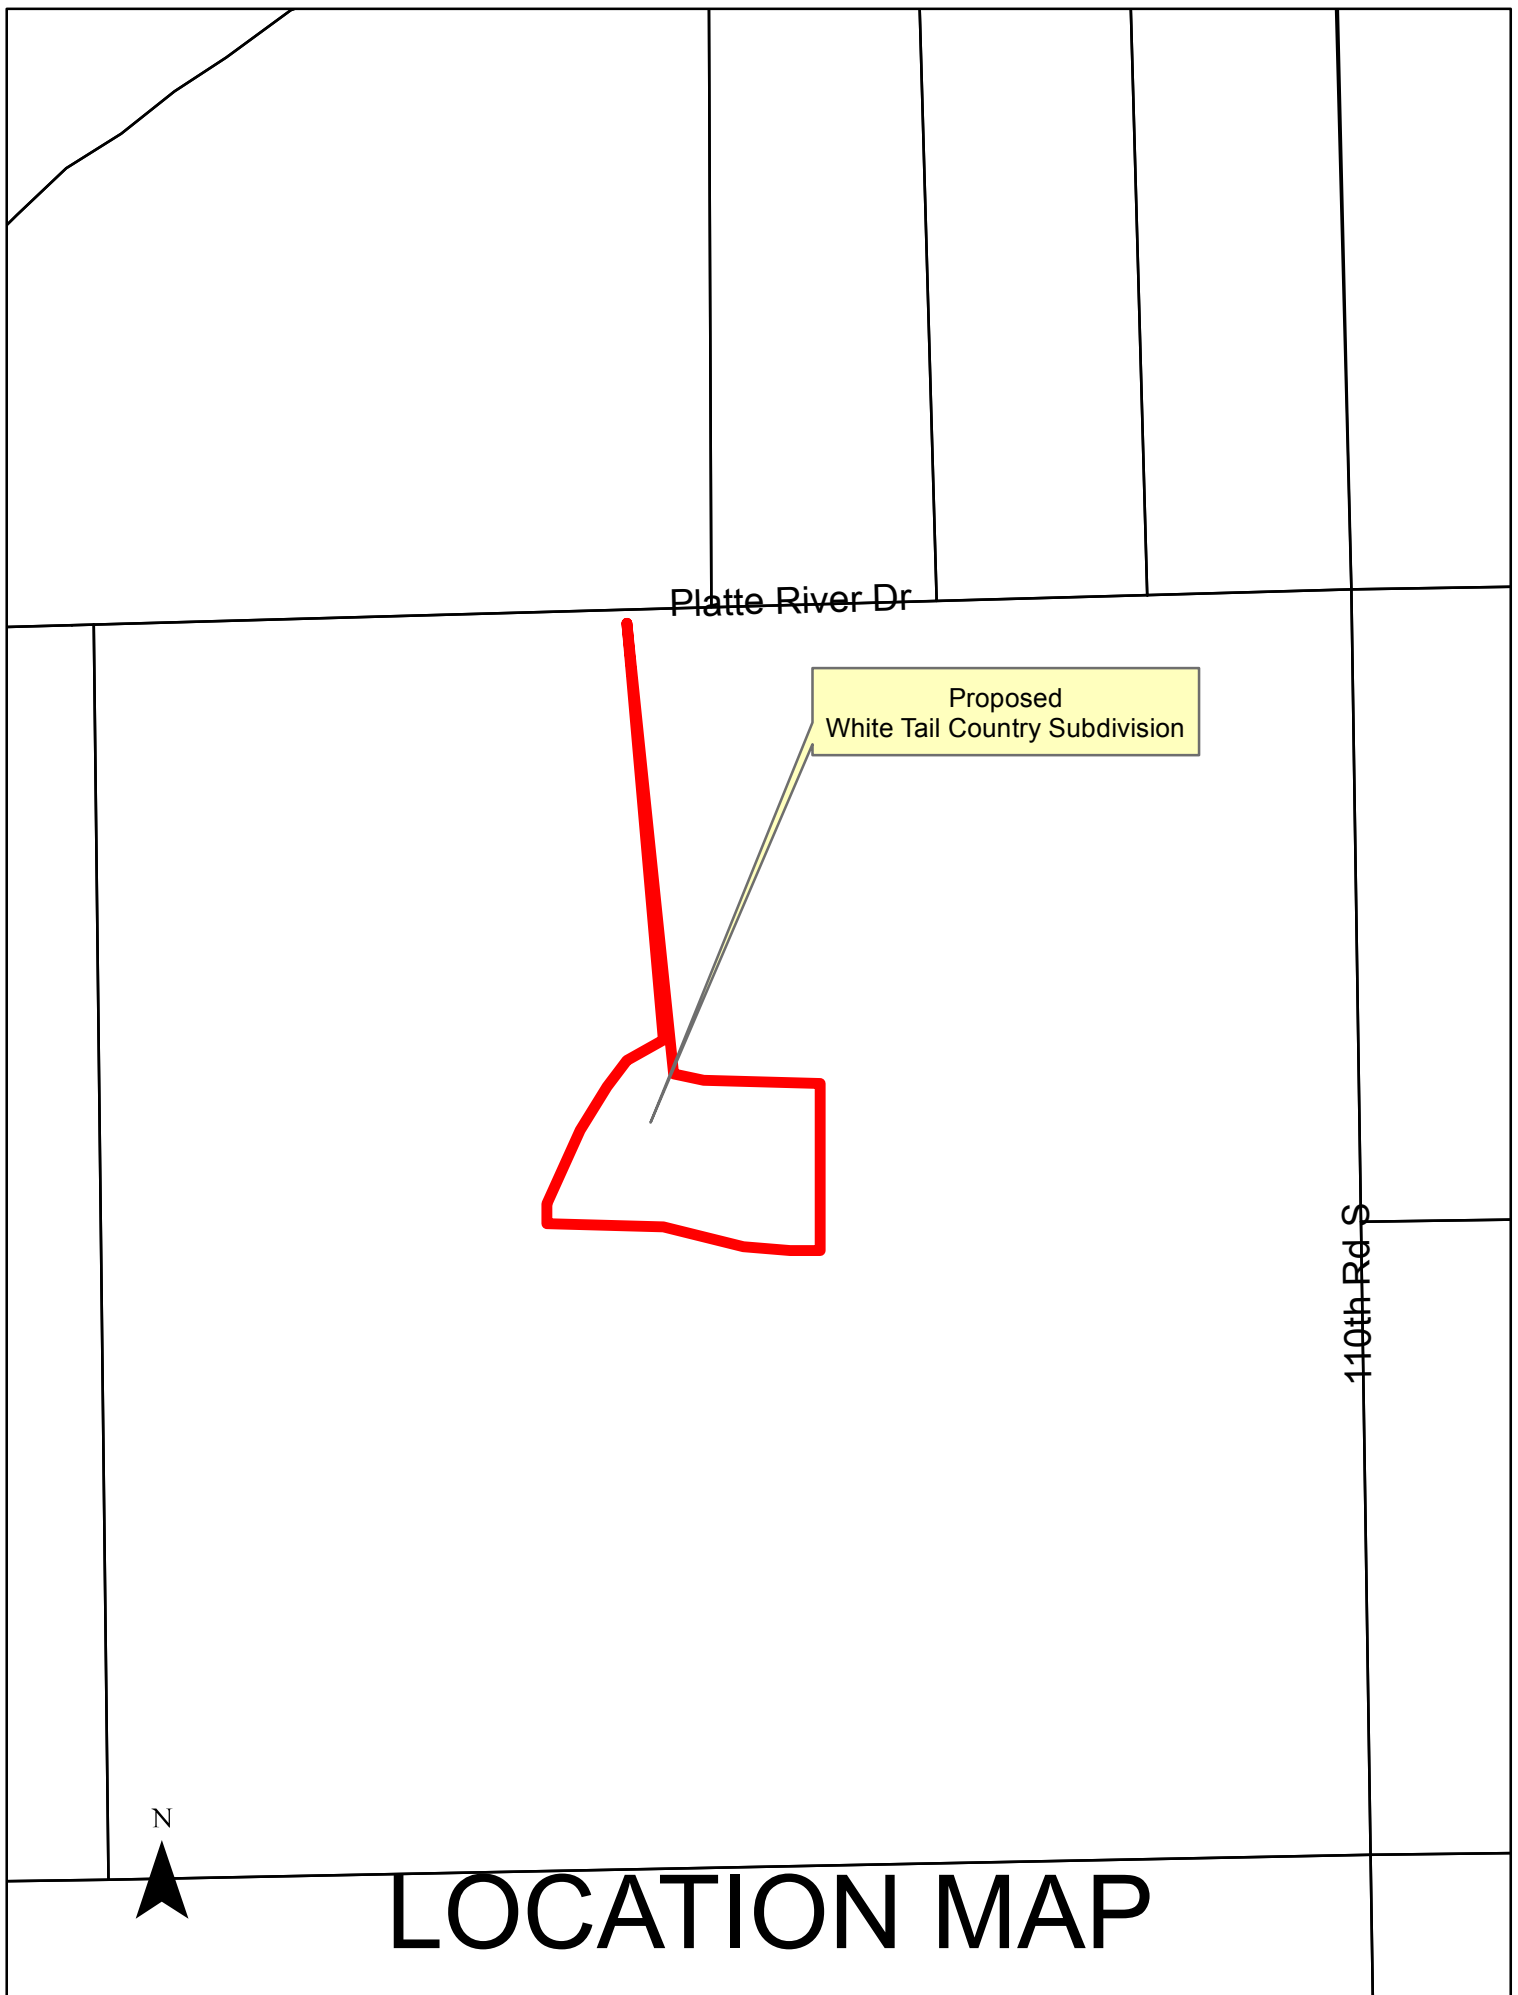 Platte River Dr
Proposed
White Tail Country Subdivision
110th Rd S
N
LOCATION MAP